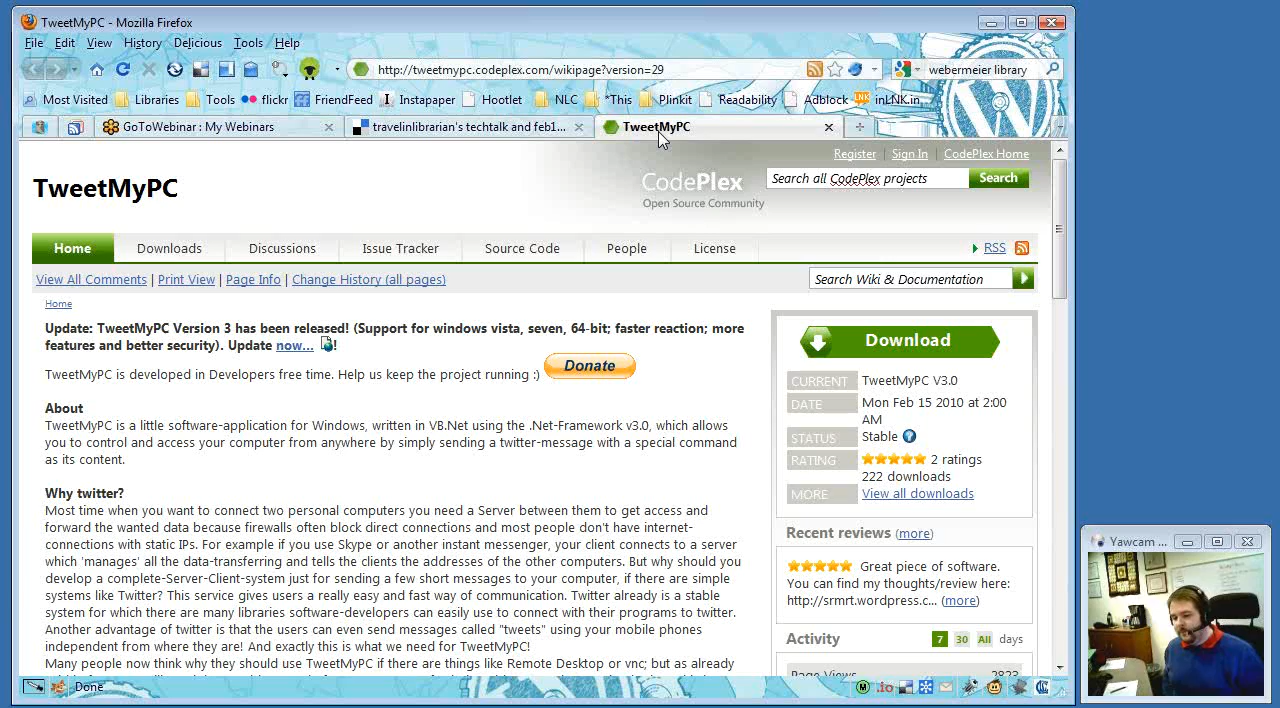 TweetMyPC - Mozilla Firefox
File Edit View History Delicious Tools Help
http://tweetmypc.codeplex.com/wikipage?version=29
webermeier library
Most Visited Libraries Tools flickr FriendFeed Instapaper Hootlet NLC *This Plinkit Readability Adblock inLNK.in
GoToWebinar : My Webinars
travelinlibrarian's techtalk and feb1...
TweetMyPC
Register | Sign In | CodePlex Home
TweetMyPC
CodePlex
Open Source Community
Search all CodePlex projects
Search
Home Downloads Discussions Issue Tracker Source Code People License
RSS
View All Comments | Print View | Page Info | Change History (all pages)
Search Wiki & Documentation
Home
Update: TweetMyPC Version 3 has been released! (Support for windows vista, seven, 64-bit; faster reaction; more
features and better security). Update now... !
TweetMyPC is developed in Developers free time. Help us keep the project running :)
Donate
About
TweetMyPC is a little software-application for Windows, written in VB.Net using the .Net-Framework v3.0, which allows
you to control and access your computer from anywhere by simply sending a twitter-message with a special command
as its content.
Why twitter?
Most time when you want to connect two personal computers you need a Server between them to get access and
forward the wanted data because firewalls often block direct connections and most people don't have internet-
connections with static IPs. For example if you use Skype or another instant messenger, your client connects to a server
which 'manages' all the data-transferring and tells the clients the addresses of the other computers. But why should you
develop a complete-Server-Client-system just for sending a few short messages to your computer, if there are simple
systems like Twitter? This service gives users a really easy and fast way of communication. Twitter already is a stable
system for which there are many libraries software-developers can easily use to connect with their programs to twitter.
Another advantage of twitter is that the users can even send messages called "tweets" using your mobile phones
independent from where they are! And exactly this is what we need for TweetMyPC!
Many people now think why they should use TweetMyPC if there are things like Remote Desktop or vnc; but as already
Download
CURRENT TweetMyPC V3.0
DATE Mon Feb 15 2010 at 2:00
AM
STATUS Stable
RATING 2 ratings
222 downloads
MORE View all downloads
Recent reviews (more)
Great piece of software.
You can find my thoughts/review here:
http://srmrt.wordpress.c... (more)
Activity 7 30 All days
Page Views 2823
Done
Yawcam ...